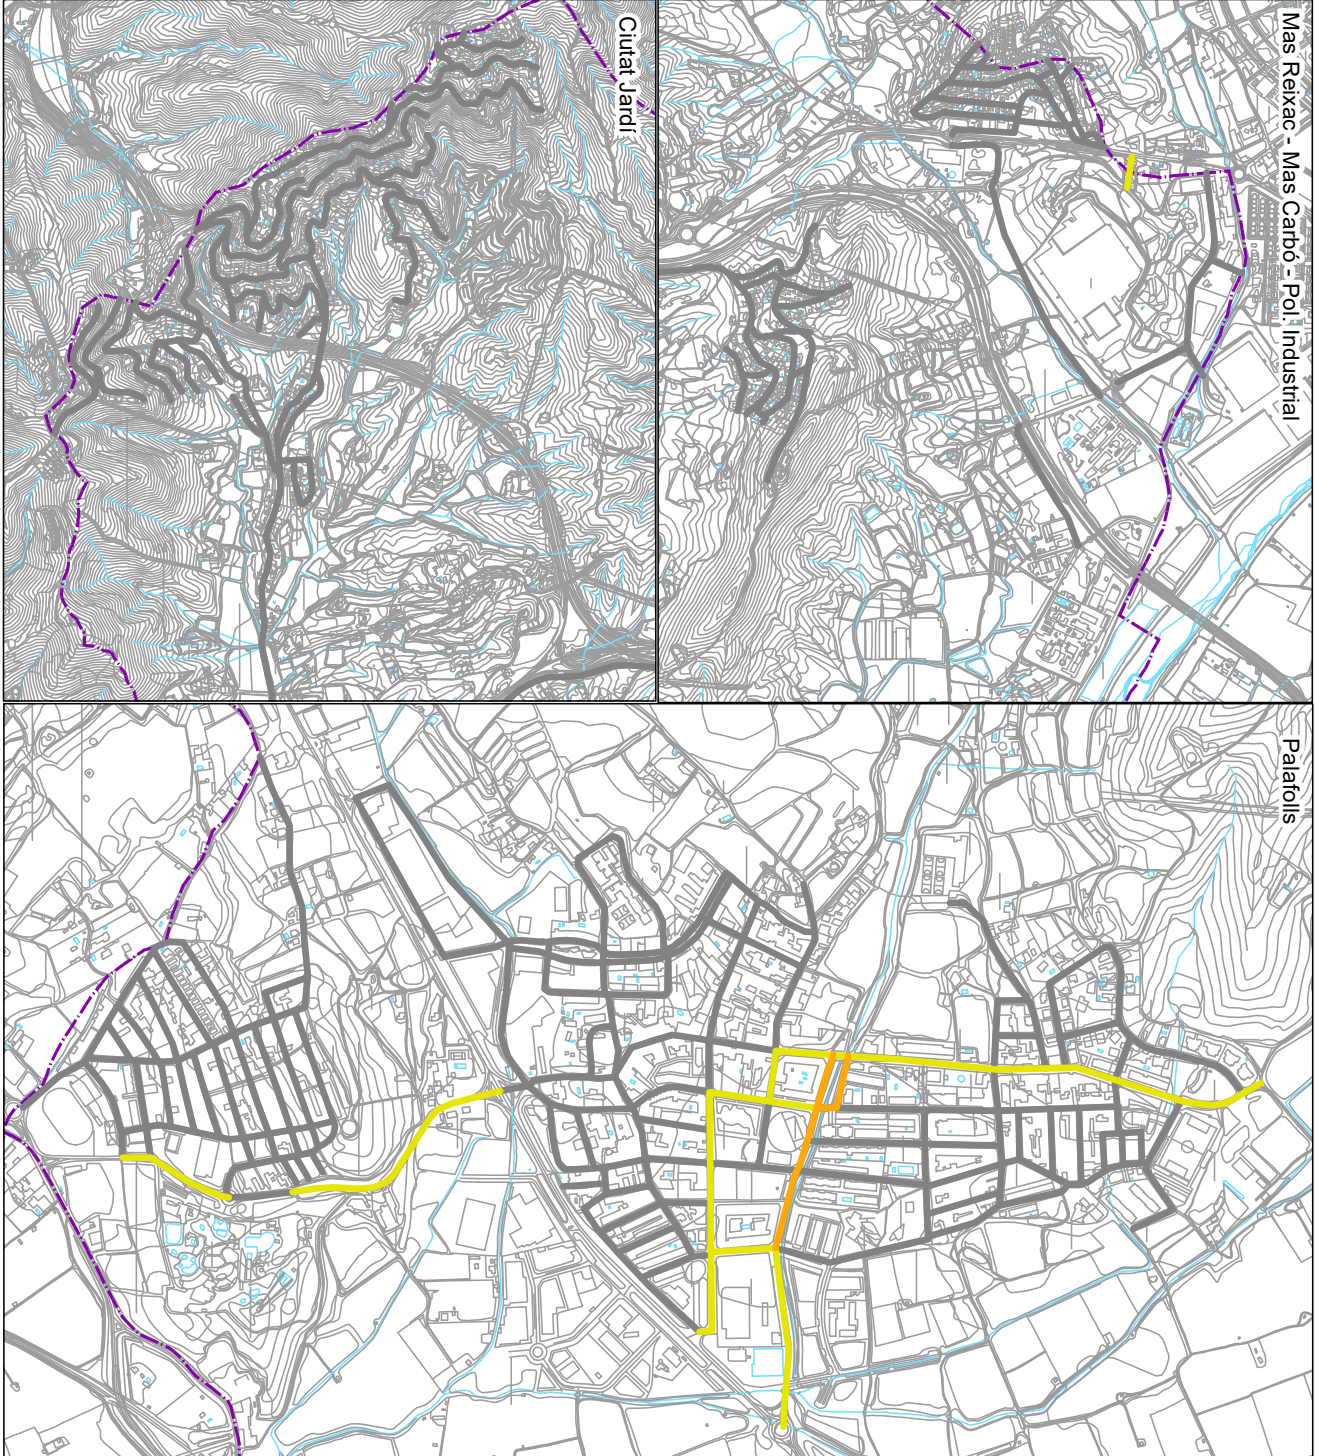 Ciutat Jardí
Mas Reixac - Mas Carbó - Pol. Industrial
Palafolls